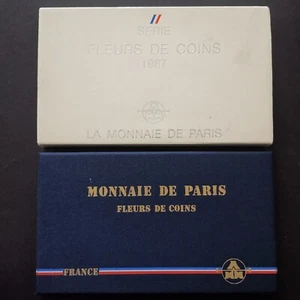 SERIE
FLEURS DE COINS
1987
LA MONNAIE DE PARIS
MONNAIE DE PARIS
FLEURS DE COINS
FRANCE